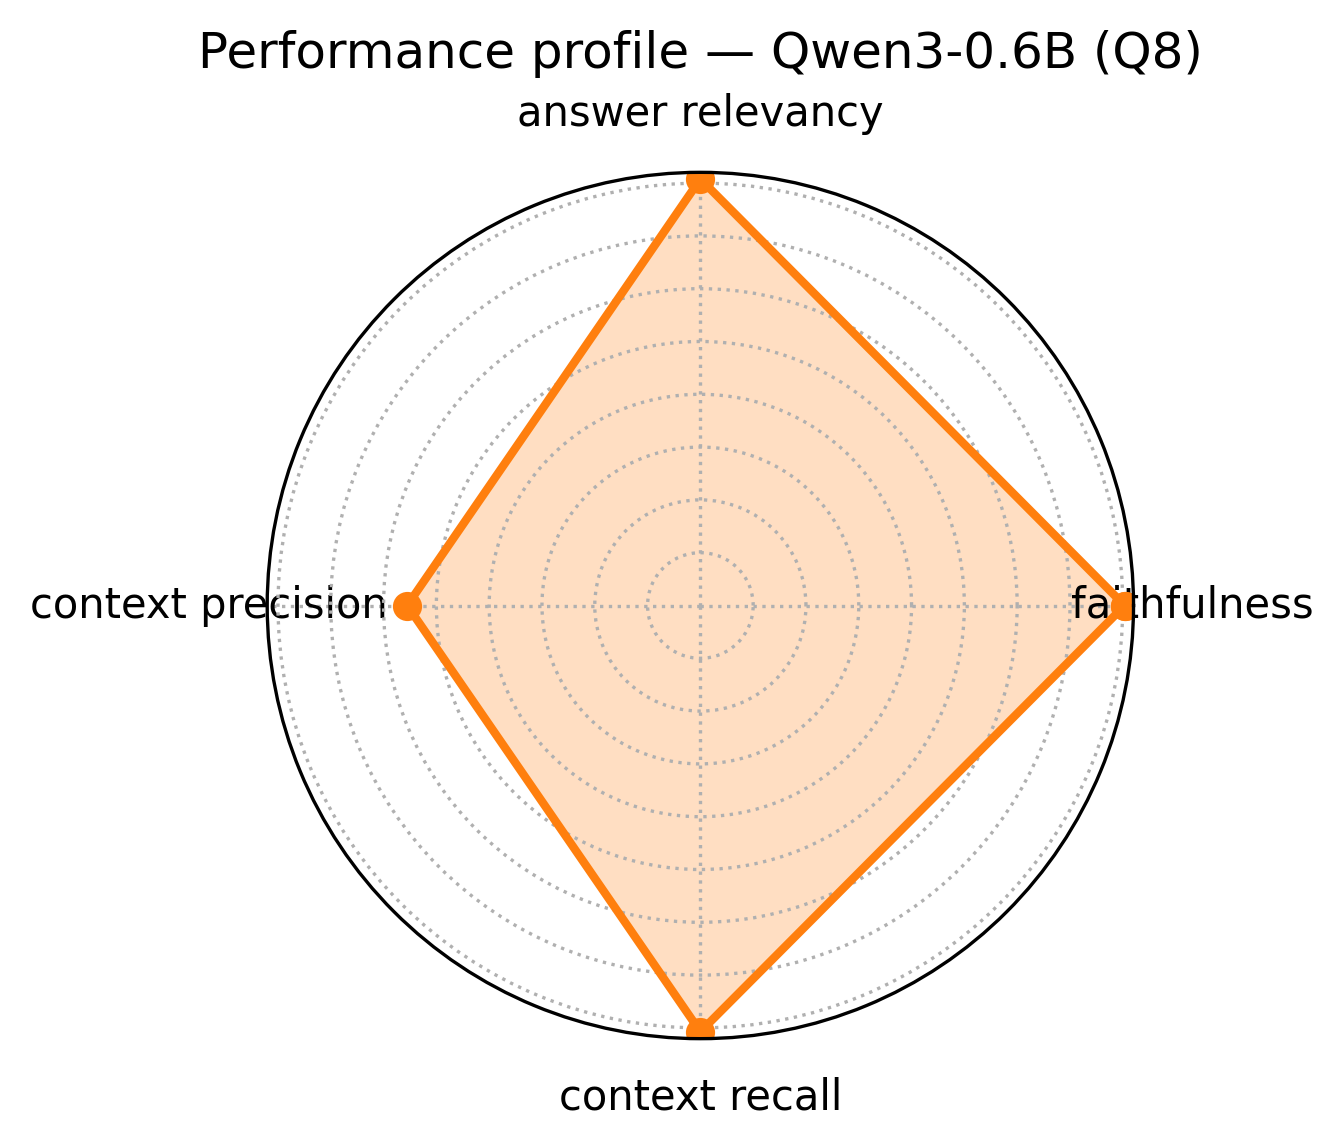 Performance profile — Qwen3-0.6B (Q8)
answer relevancy
context precision
faithfulness
context recall